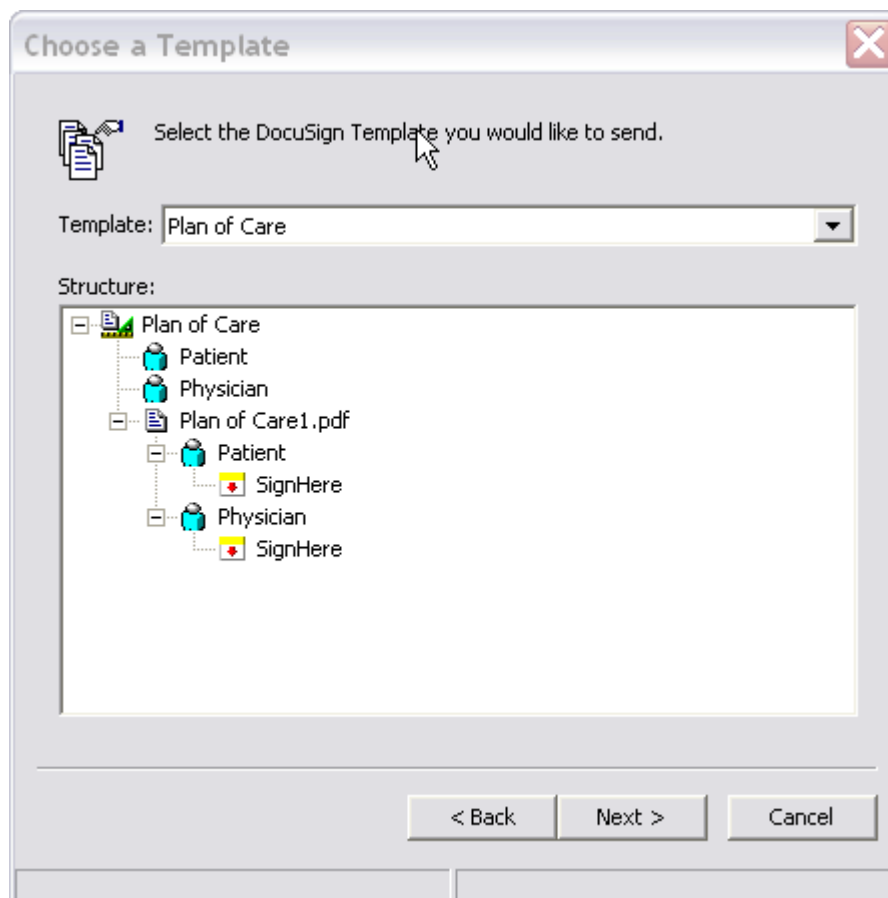 Choose a Template
Select the DocuSign Template you would like to send.
Template: Plan of Care
Structure:
Plan of Care
Patient
Physician
Plan of Care1.pdf
Patient
SignHere
Physician
SignHere
< Back Next > Cancel